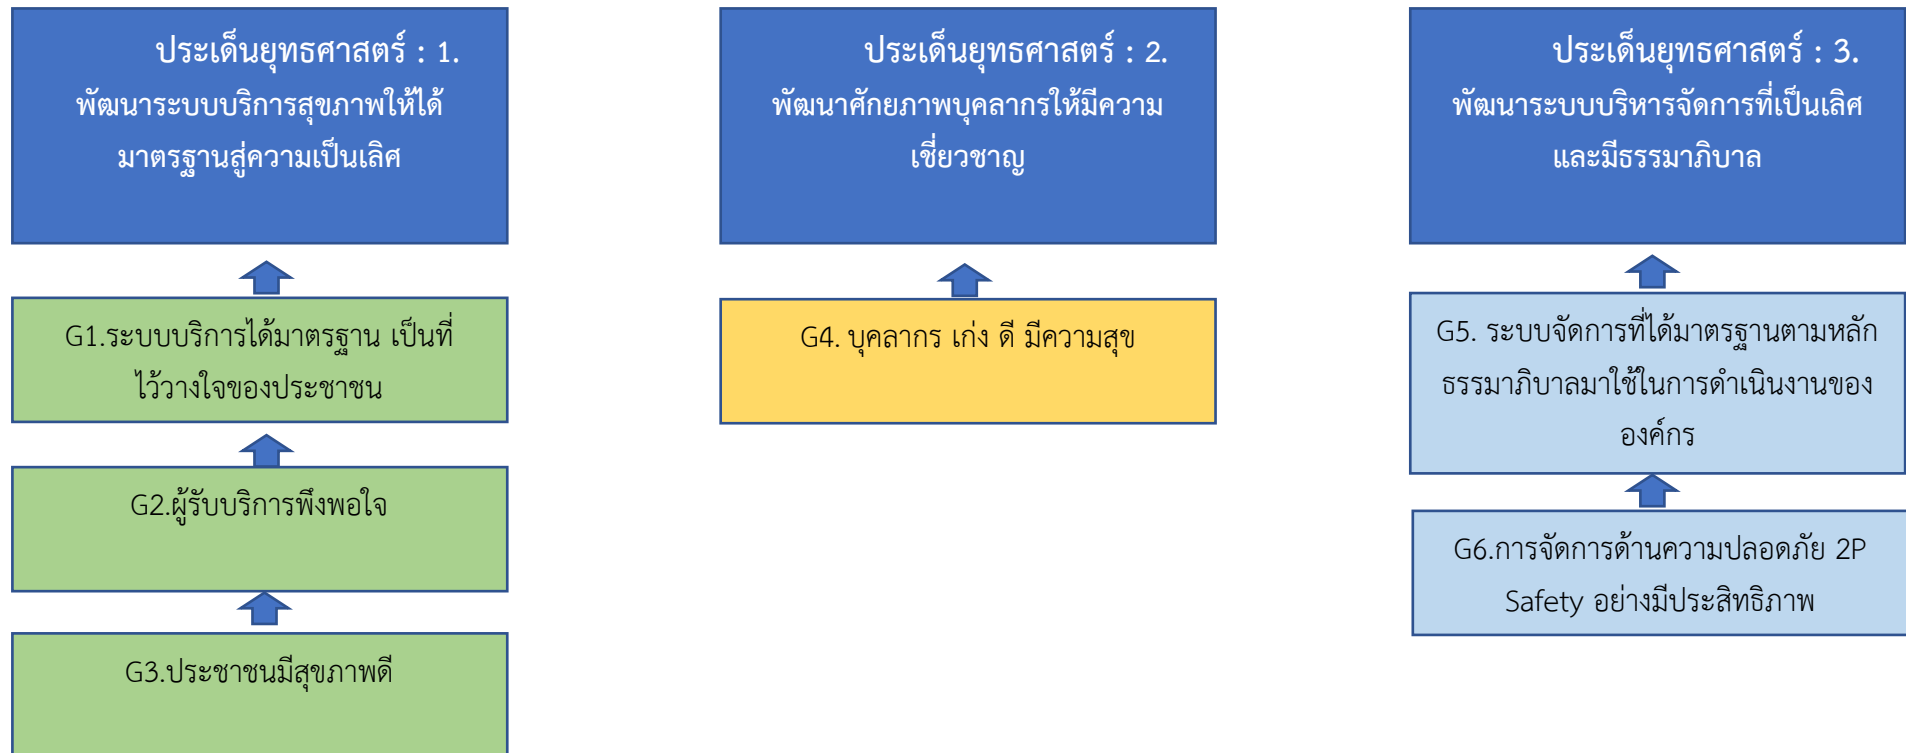 ประเด็นยุทธศาสตร์ : 1.
พัฒนาระบบบริการสุขภาพให้ได้
มาตรฐานสู่ความเป็นเลิศ
G1.ระบบบริการได้มาตรฐาน เป็นที่
ไว้วางใจของประชาชน
G2.ผู้รับบริการพึงพอใจ
G3.ประชาชนมีสุขภาพดี
ประเด็นยุทธศาสตร์ : 2.
พัฒนาศักยภาพบุคลากรให้มีความ
เชี่ยวชาญ
G4. บุคลากร เก่ง ดี มีความสุข
ประเด็นยุทธศาสตร์ : 3.
พัฒนาระบบบริหารจัดการที่เป็นเลิศ
และมีธรรมาภิบาล
G5. ระบบจัดการที่ได้มาตรฐานตามหลัก
ธรรมาภิบาลมาใช้ในการดำเนินงานของ
องค์กร
G6.การจัดการด้านความปลอดภัย 2P
Safety อย่างมีประสิทธิภาพ